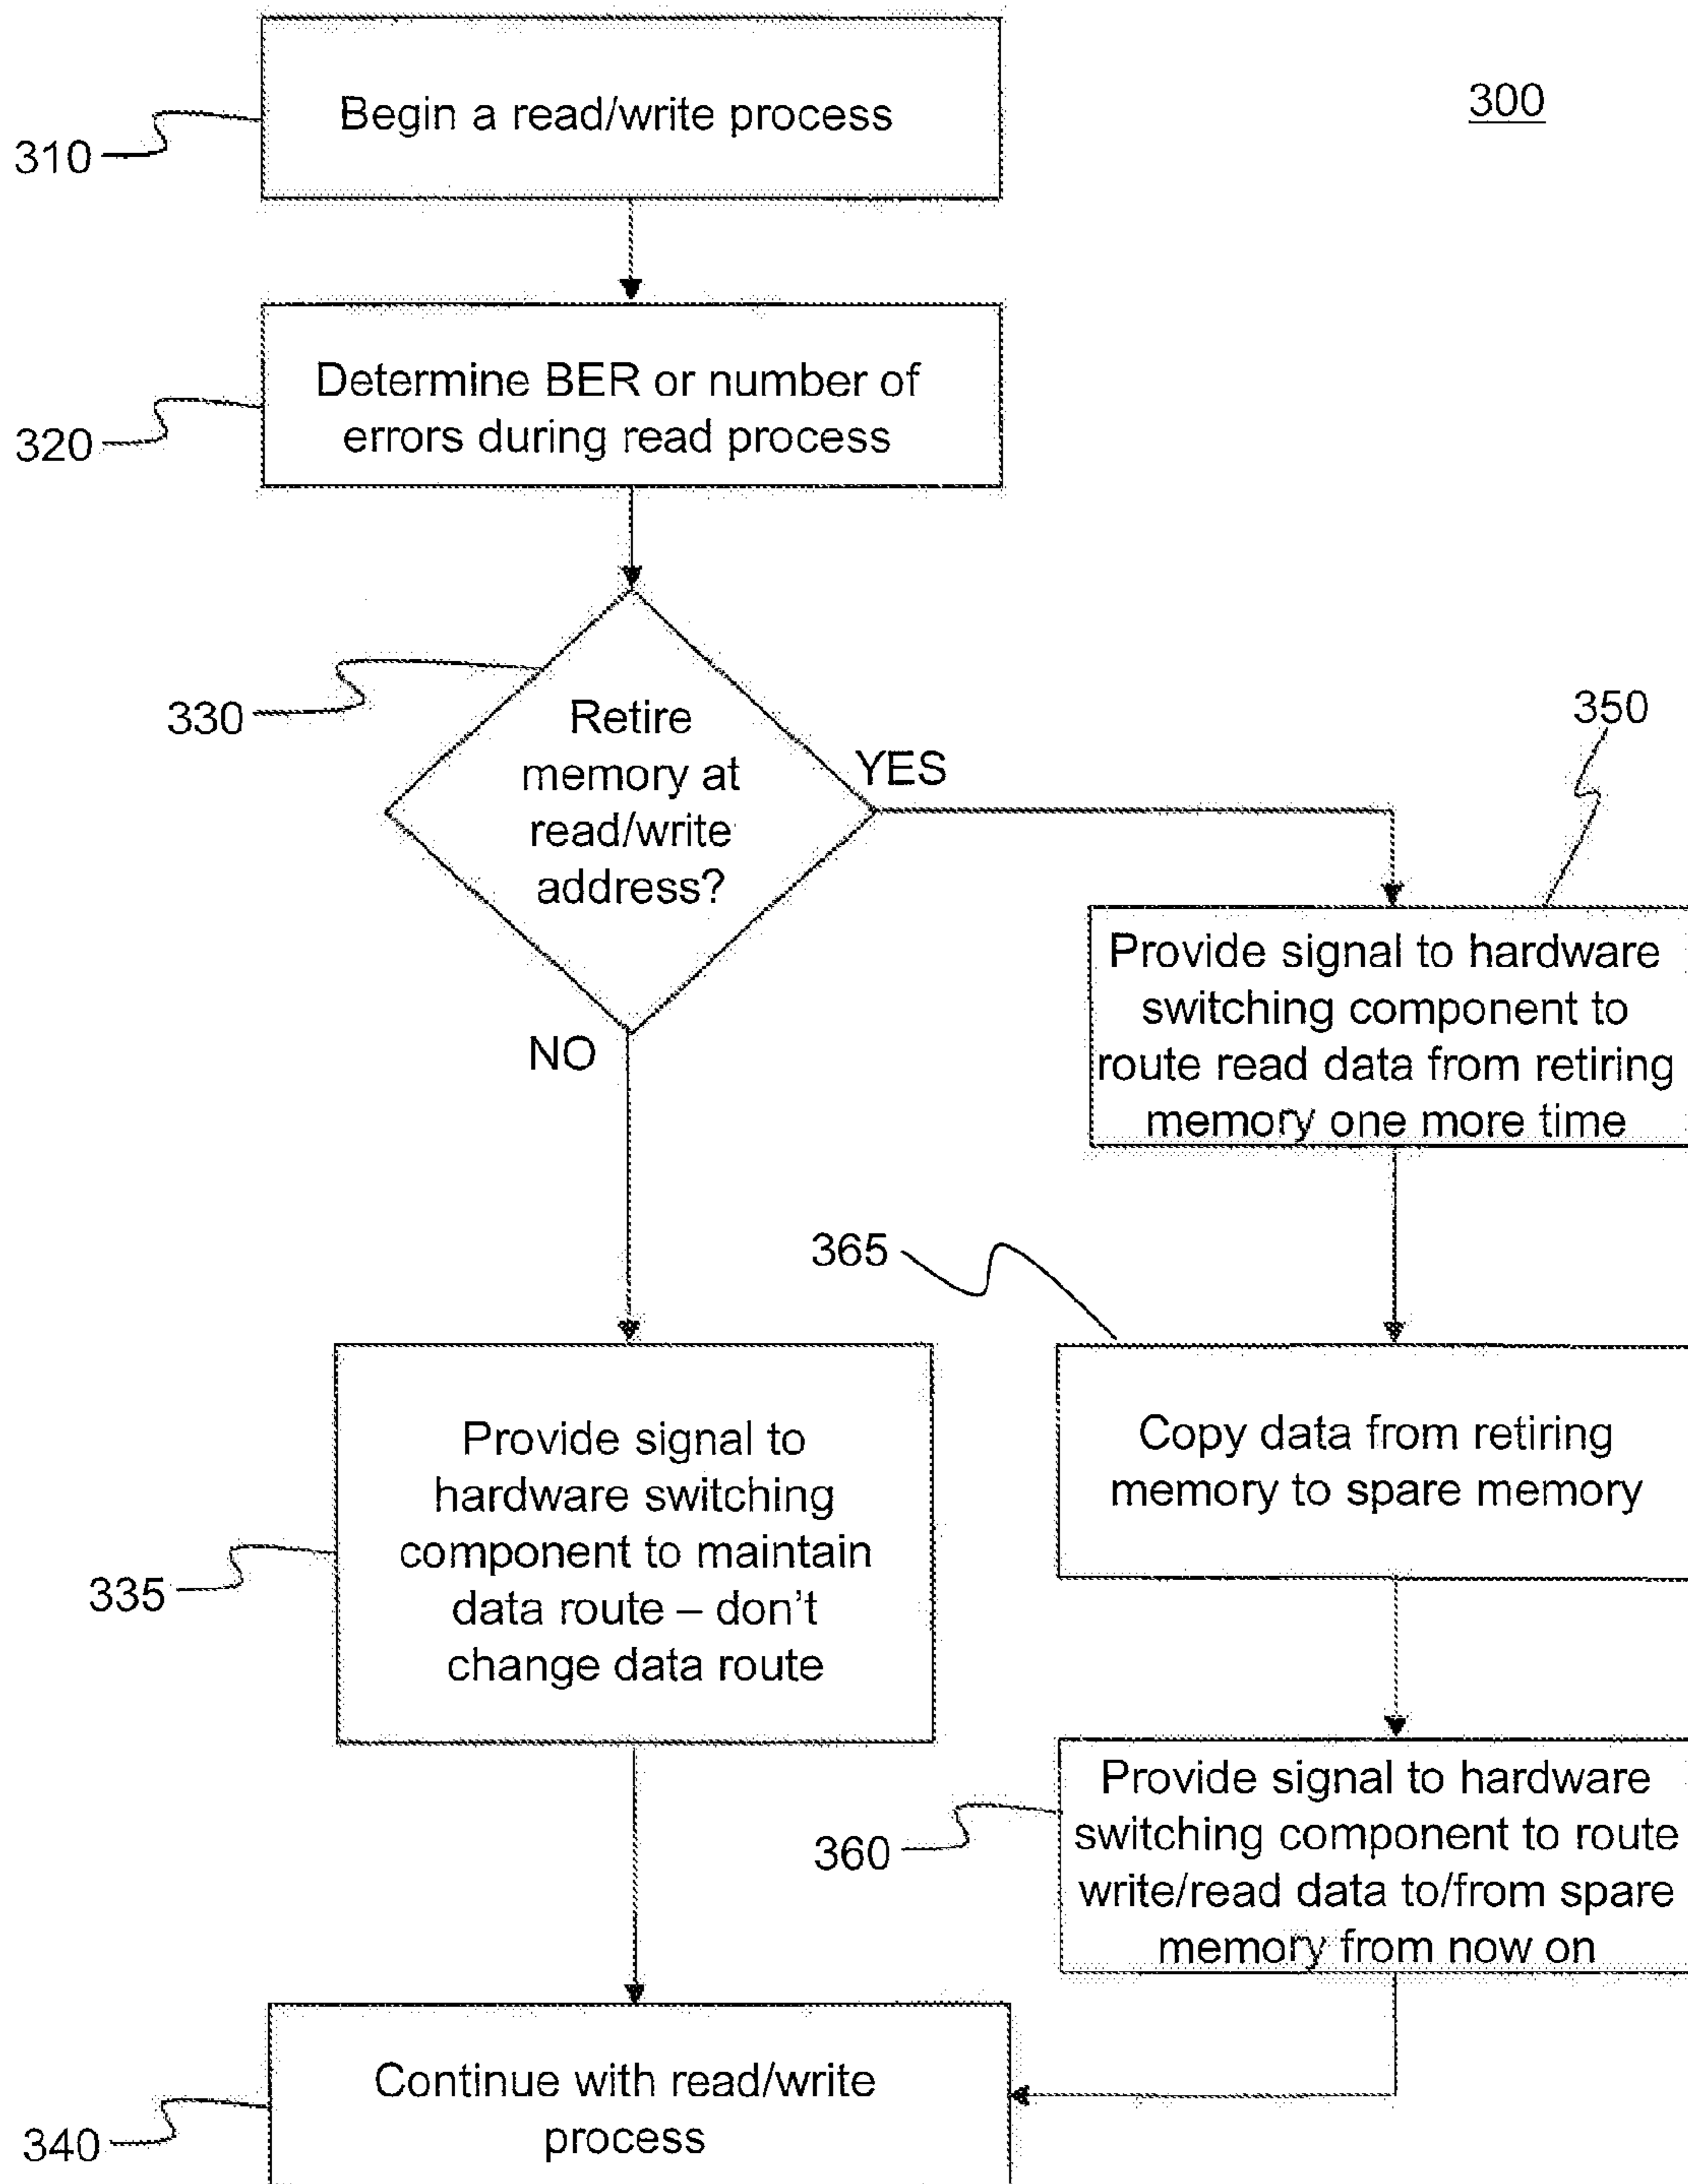 300
310
Begin a read/write process
320
Determine BER or number of
errors during read process
330
Retire
memory at
read/write
address?
YES
NO
350
Provide signal to hardware
switching component to
route read data from retiring
memory one more time
365
Copy data from retiring
memory to spare memory
335
Provide signal to
hardware switching
component to maintain
data route – don't
change data route
360
Provide signal to hardware
switching component to route
write/read data to/from spare
memory from now on
340
Continue with read/write
process